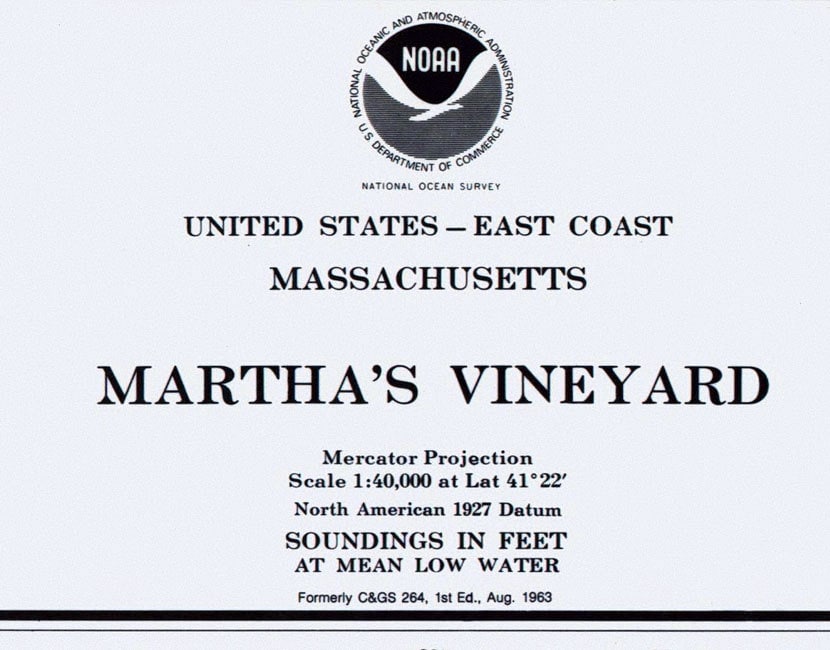 NATIONAL OCEANIC AND ATMOSPHERIC ADMINISTRATION
U.S. DEPARTMENT OF COMMERCE
NOAA
NATIONAL OCEAN SURVEY
UNITED STATES – EAST COAST
MASSACHUSETTS
MARTHA'S VINEYARD
Mercator Projection
Scale 1:40,000 at Lat 41°22′
North American 1927 Datum
SOUNDINGS IN FEET
AT MEAN LOW WATER
Formerly C&GS 264, 1st Ed., Aug. 1963